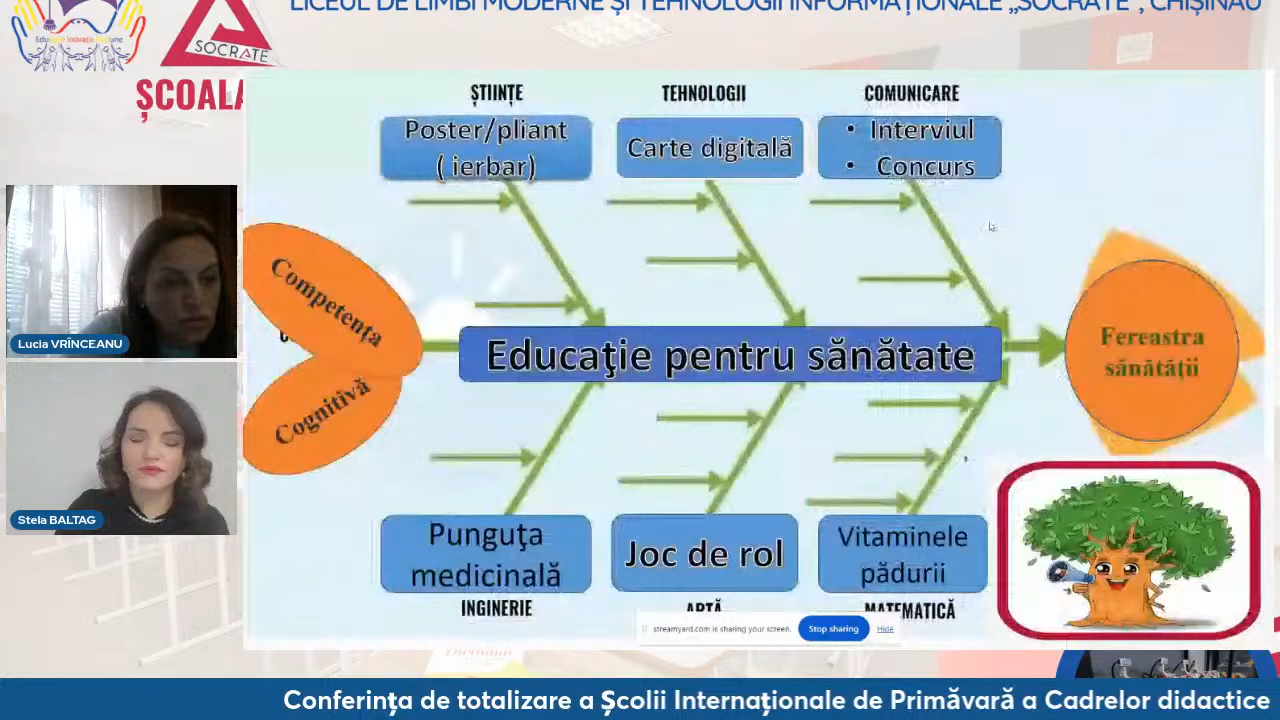 LICEUL DE LIMBI MODERNE ȘI TEHNOLOGII INFORMAȚIONALE „SOCRATE”, CHIȘINĂU
SOCRATE
ȘCOALA
ȘTIINȚE
TEHNOLOGII
COMUNICARE
Poster/pliant
( ierbar)
Carte digitală
• Interviul
• Concurs
Competența
Cognitivă
Educaţie pentru sănătate
Fereastra
sănătății
Lucia VRÎNCEANU
Stela BALTAG
Punguţa
medicinală
Joc de rol
Vitaminele
pădurii
INGINERIE
ARTĂ
MATEMATICĂ
streamyard.com is sharing your screen.
Stop sharing
Hide
Conferința de totalizare a Școlii Internaționale de Primăvară a Cadrelor didactice